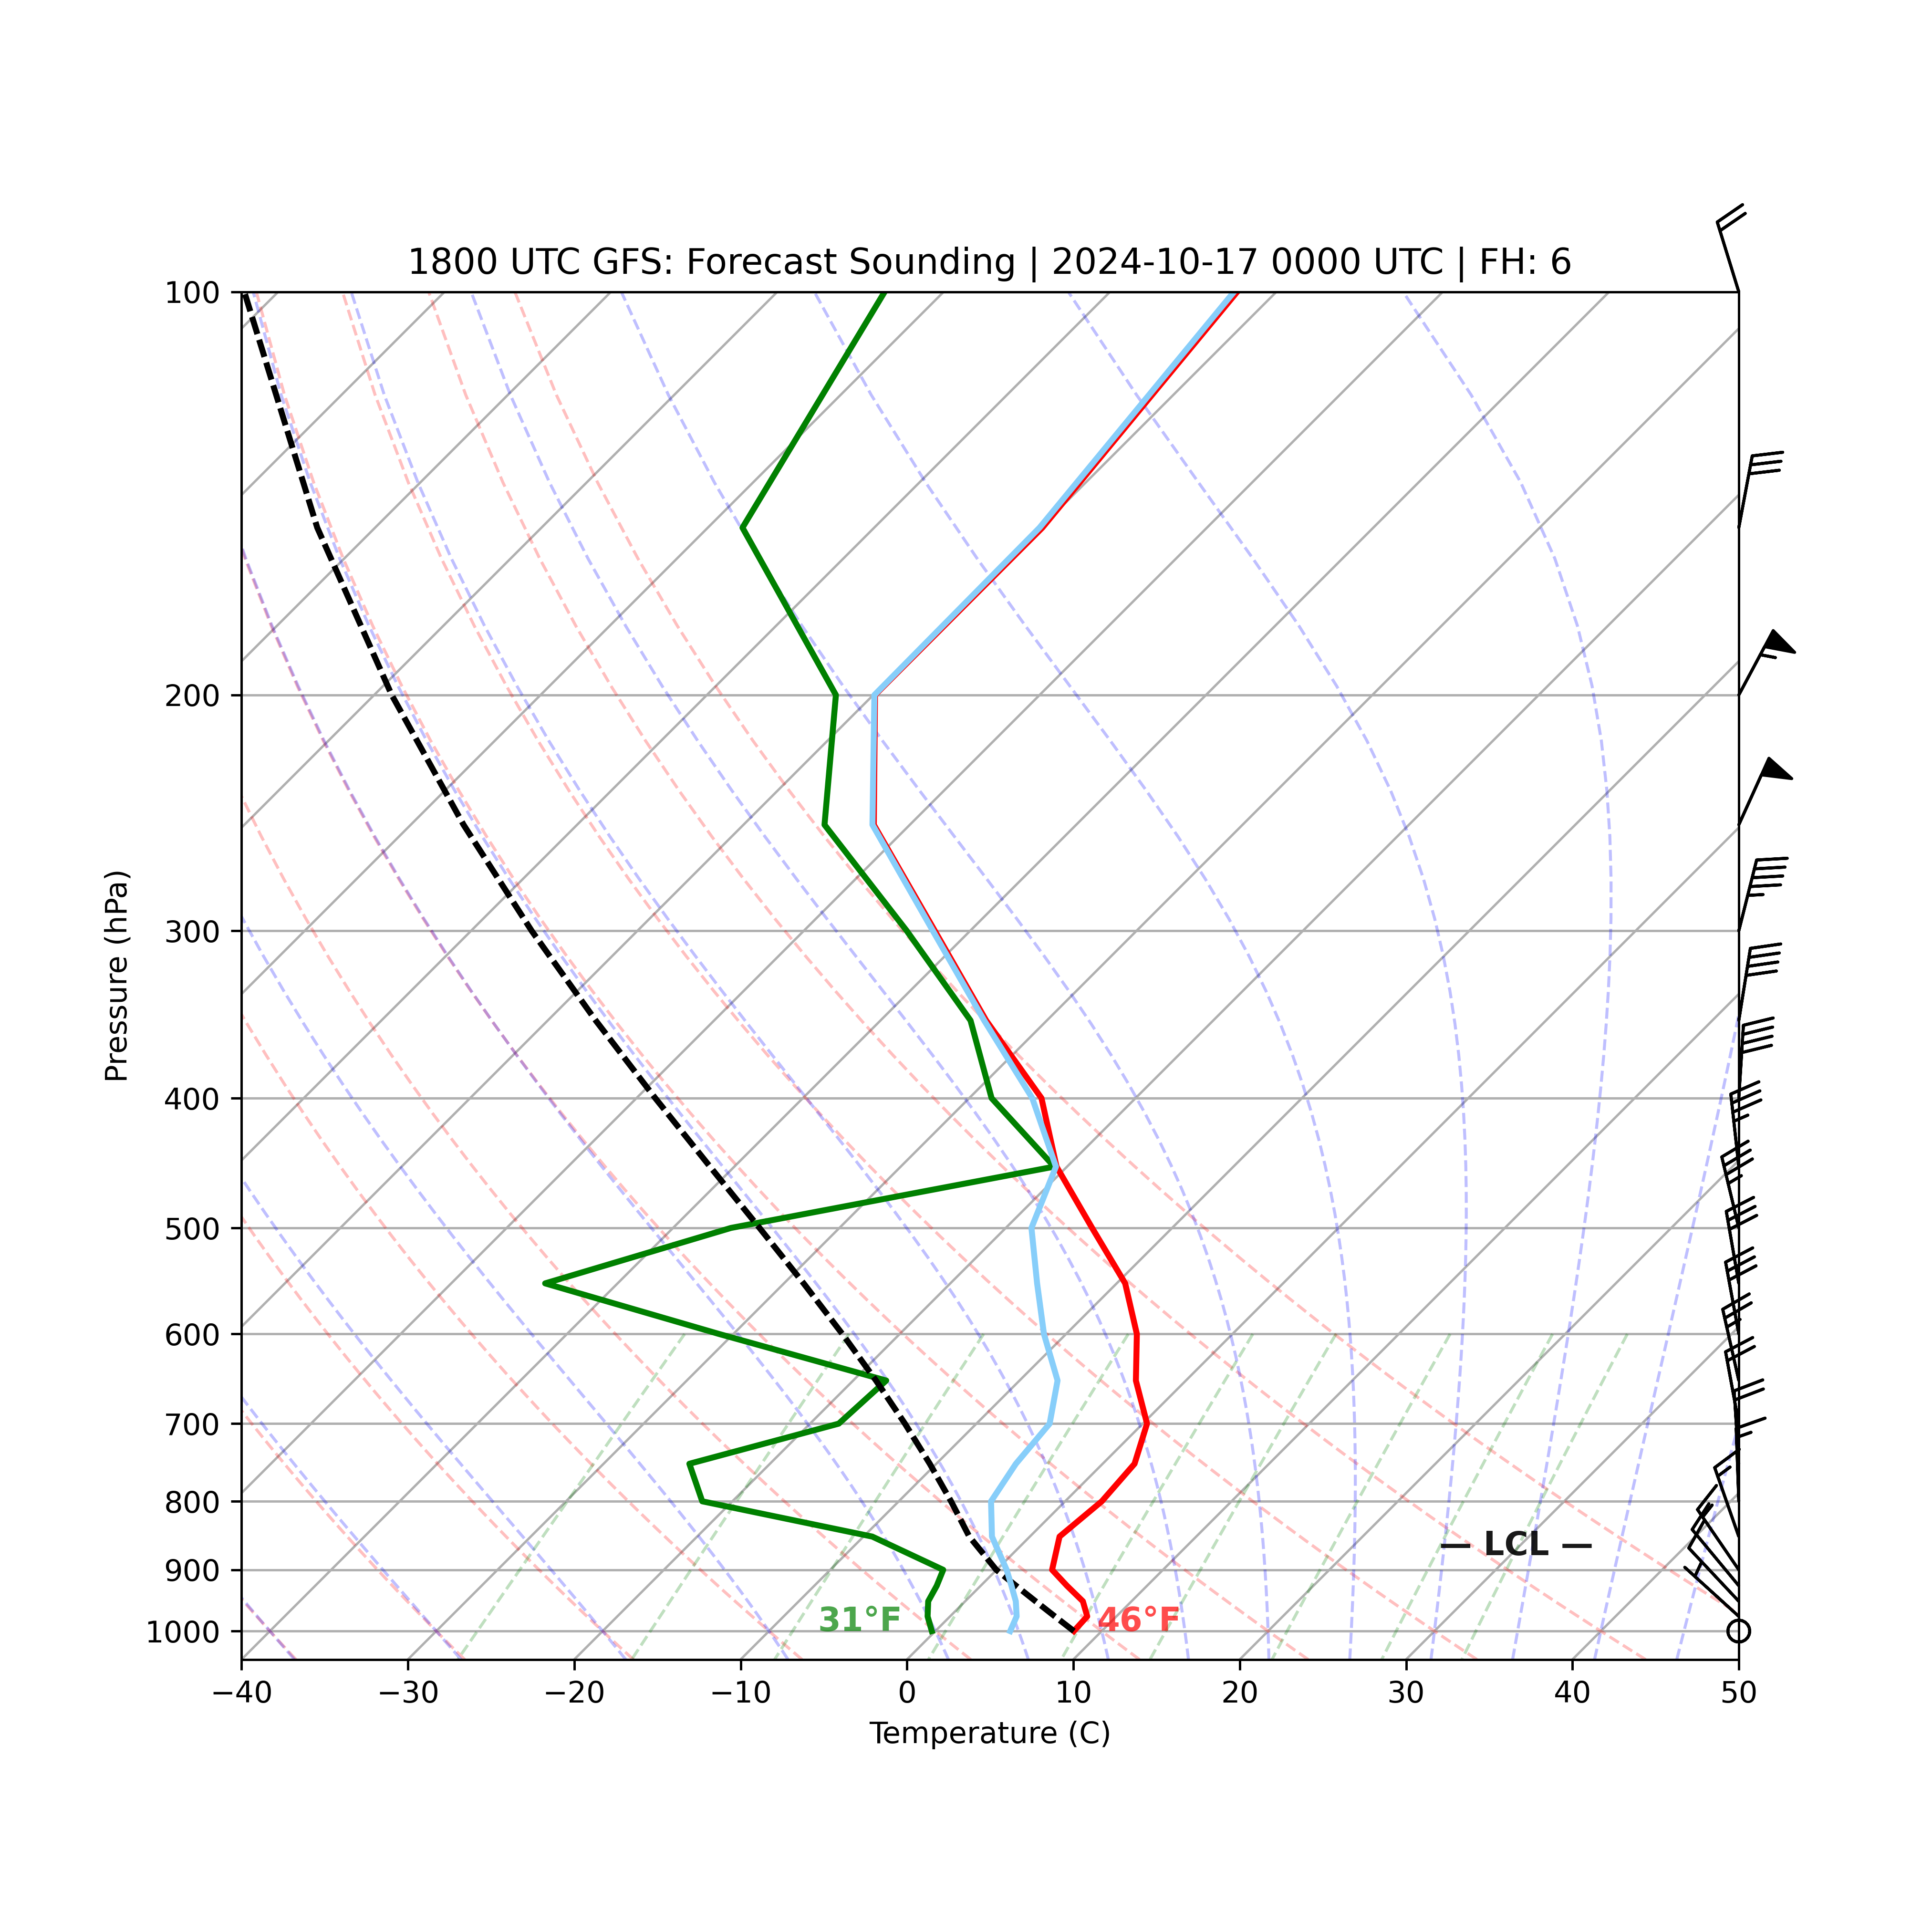 1800 UTC GFS: Forecast Sounding | 2024-10-17 0000 UTC | FH: 6
100
200
300
400
500
600
700
800
900
1000
Pressure (hPa)
— LCL —
31°F
46°F
−40 −30 −20 −10 0 10 20 30 40 50
Temperature (C)